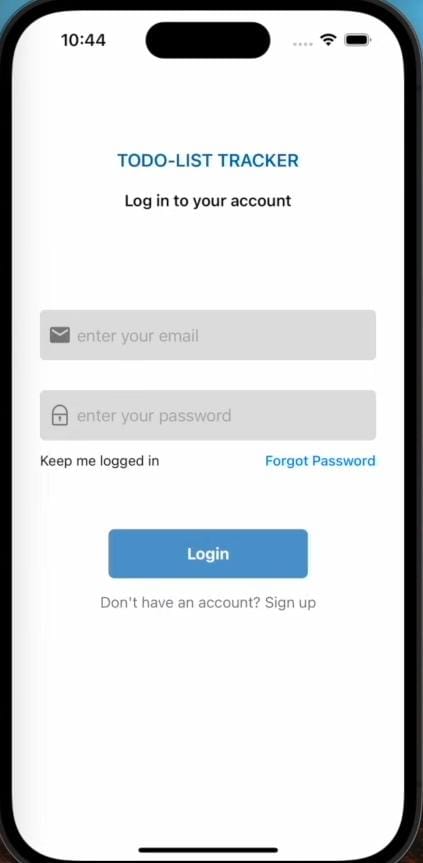 10:44
TODO-LIST TRACKER
Log in to your account
enter your email
enter your password
Keep me logged in Forgot Password
Login
Don't have an account? Sign up